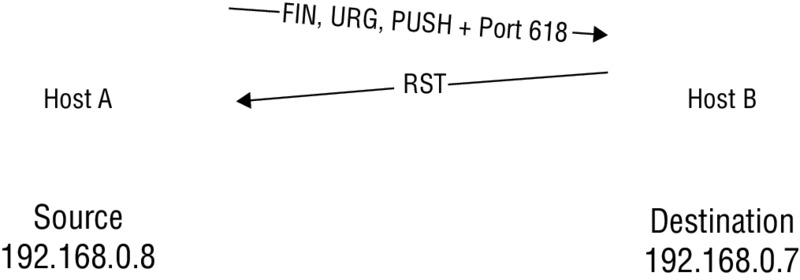 FIN, URG, PUSH + Port 618
RST
Host A
Host B
Source
192.168.0.8
Destination
192.168.0.7